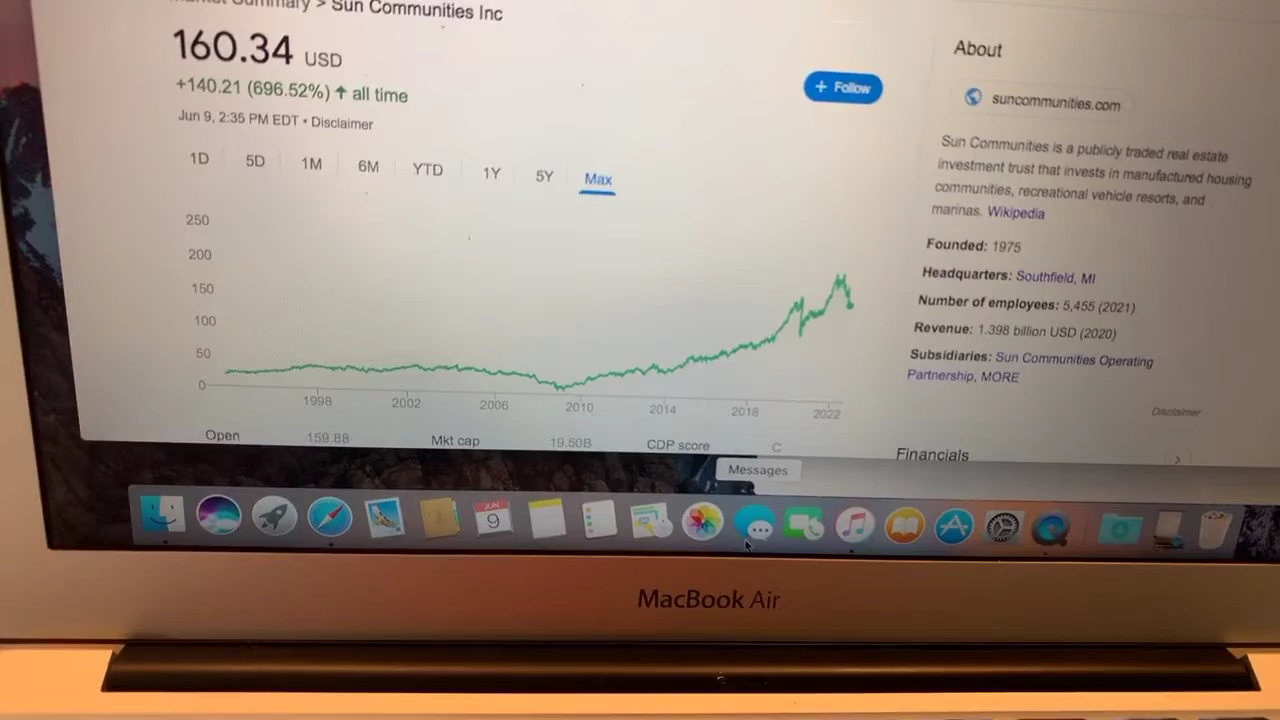 Market Summary > Sun Communities Inc
160.34 USD
+140.21 (696.52%) ↑ all time
Jun 9, 2:35 PM EDT • Disclaimer
+ Follow
1D 5D 1M 6M YTD 1Y 5Y Max
250
200
150
100
50
0
1998 2002 2006 2010 2014 2018 2022
Open 159.88 Mkt cap 19.50B CDP score C
About
suncommunities.com
Sun Communities is a publicly traded real estate
investment trust that invests in manufactured housing
communities, recreational vehicle resorts, and
marinas. Wikipedia
Founded: 1975
Headquarters: Southfield, MI
Number of employees: 5,455 (2021)
Revenue: 1.398 billion USD (2020)
Subsidiaries: Sun Communities Operating
Partnership, MORE
Disclaimer
Financials
Messages
JUN
9
MacBook Air